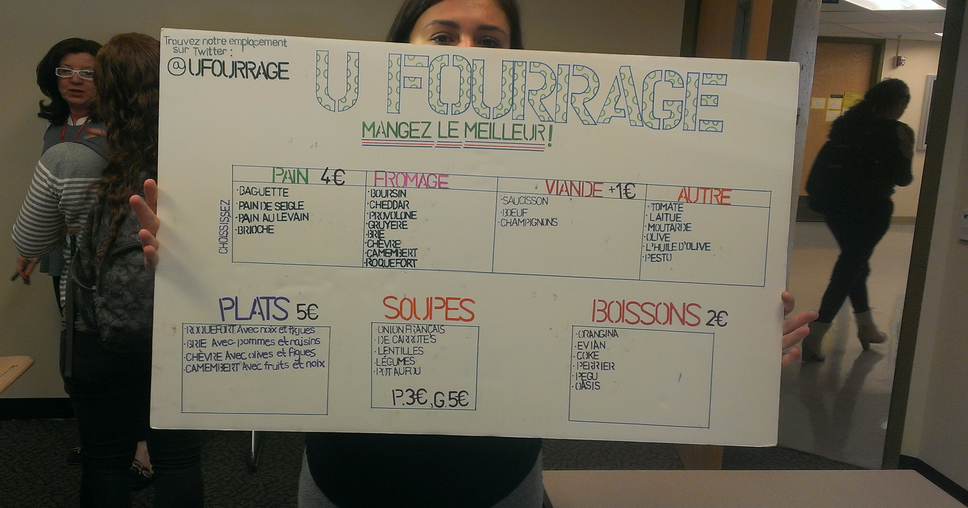 Trouvez notre emplacement
sur Twitter:
@UFOURRAGE
U FOURRAGE
MANGEZ LE MEILLEUR!
CHOISISSEZ
PAIN 4€
·BAGUETTE
·PAIN DE SEIGLE
·PAIN AU LEVAIN
·BRIOCHE
FROMAGE
·BOURSIN
·CHEDDAR
·PROVOLONE
·GRUYERE
·BRIE
·CHÈVRE
·CAMEMBERT
·ROQUEFORT
VIANDE +1€
·SAUCISSON
·BOEUF
·CHAMPIGNONS
AUTRE
·TOMATE
·LAITUE
·MOUTARDE
·OLIVE
·L'HUILE D'OLIVE
·PESTO
PLATS 5€
·ROQUEFORT Avec noix et figues
·BRIE Avec pommes et raisins
·CHÈVRE Avec olives et figues
·CAMEMBERT Avec fruits et noix
SOUPES
·ONION FRANÇAIS
·DE CAROTTES
·LENTILLES
·LÉGUMES
·POT AU FOU
P.3€, G.5€
BOISSONS 2€
·ORANGINA
·EVIAN
·COKE
·PERRIER
·OASIS